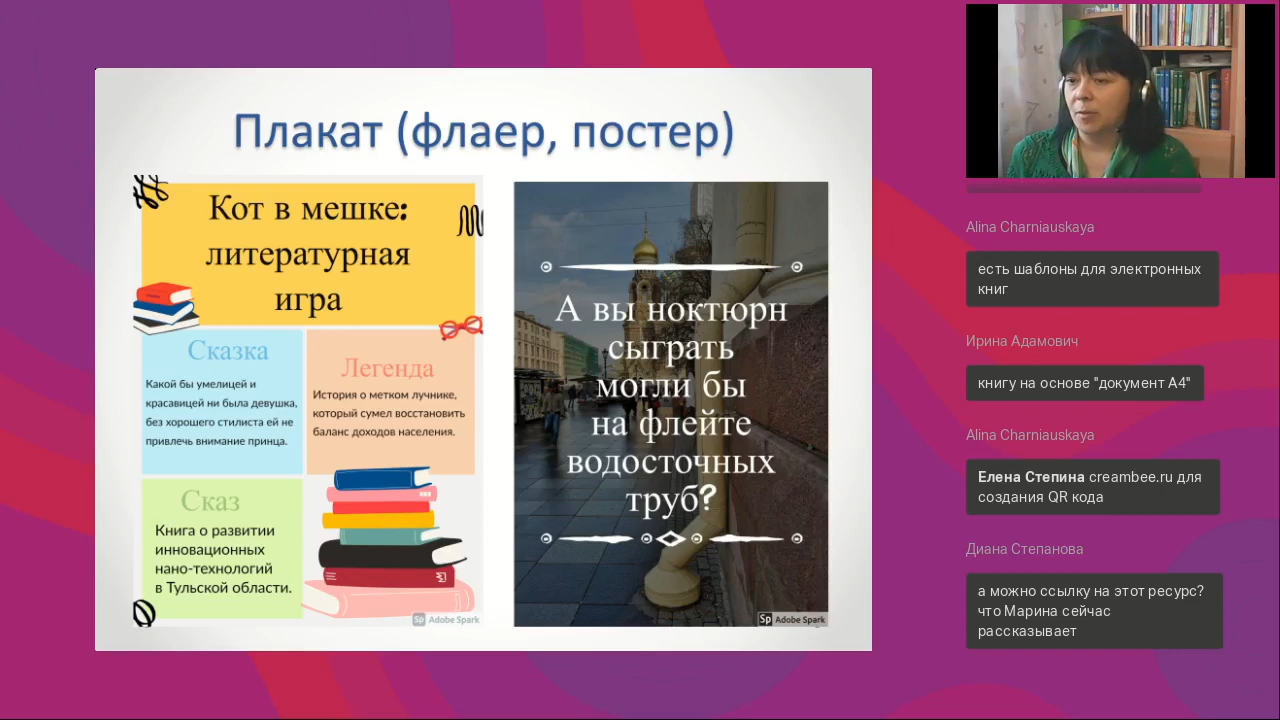 Плакат (флаер, постер)
Кот в мешке:
литературная
игра
Сказка
Какой бы умелицей и
красавицей ни была девушка,
без хорошего стилиста ей не
привлечь внимание принца.
Легенда
История о метком лучнике,
который сумел восстановить
баланс доходов населения.
Сказ
Книга о развитии
инновационных
нано-технологий
в Тульской области.
Sp Adobe Spark
А вы ноктюрн
сыграть
могли бы
на флейте
водосточных
труб?
Sp Adobe Spark
Alina Charniauskaya
есть шаблоны для электронных
книг
Ирина Адамович
книгу на основе "документ А4"
Alina Charniauskaya
Елена Степина creambee.ru для
создания QR кода
Диана Степанова
а можно ссылку на этот ресурс?
что Марина сейчас
рассказывает